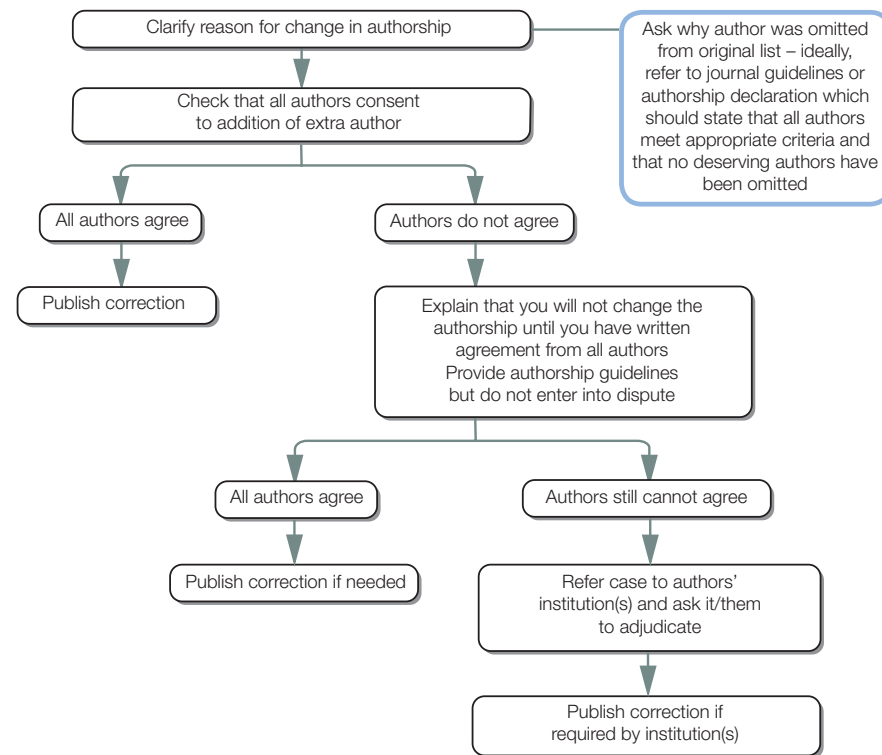 Clarify reason for change in authorship
Ask why author was omitted
from original list – ideally,
refer to journal guidelines or
authorship declaration which
should state that all authors
meet appropriate criteria and
that no deserving authors have
been omitted
Check that all authors consent
to addition of extra author
All authors agree
Authors do not agree
Publish correction
Explain that you will not change the
authorship until you have written
agreement from all authors
Provide authorship guidelines
but do not enter into dispute
All authors agree
Authors still cannot agree
Publish correction if needed
Refer case to authors’
institution(s) and ask it/them
to adjudicate
Publish correction if
required by institution(s)